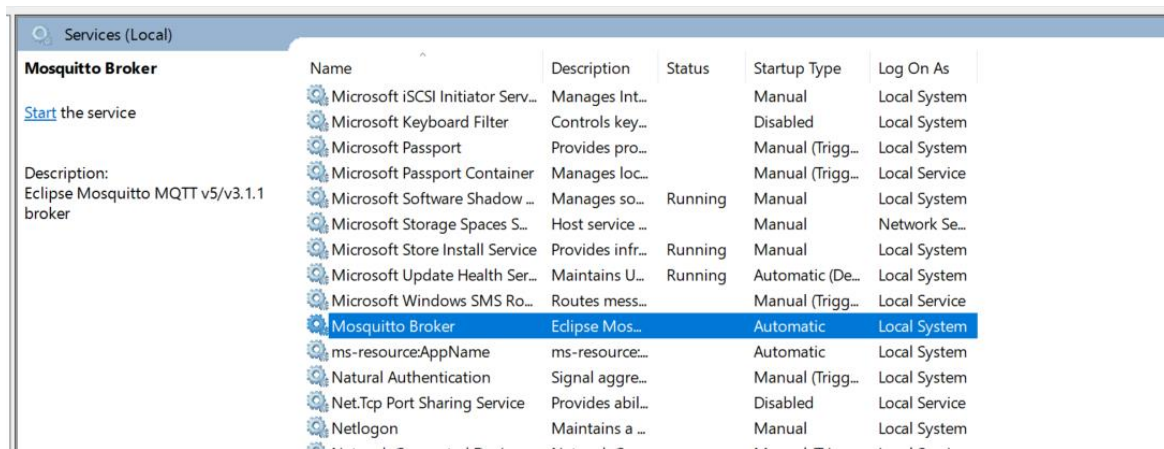 Services (Local)
Mosquitto Broker
Start the service
Description:
Eclipse Mosquitto MQTT v5/v3.1.1
broker
Name Description Status Startup Type Log On As
Microsoft iSCSI Initiator Serv... Manages Int... Manual Local System
Microsoft Keyboard Filter Controls key... Disabled Local System
Microsoft Passport Provides pro... Manual (Trigg... Local System
Microsoft Passport Container Manages loc... Manual (Trigg... Local Service
Microsoft Software Shadow ... Manages so... Running Manual Local System
Microsoft Storage Spaces S... Host service ... Manual Network Se...
Microsoft Store Install Service Provides infr... Running Manual Local System
Microsoft Update Health Ser... Maintains U... Running Automatic (De... Local System
Microsoft Windows SMS Ro... Routes mess... Manual (Trigg... Local Service
Mosquitto Broker Eclipse Mos... Automatic Local System
ms-resource:AppName ms-resource:... Automatic Local System
Natural Authentication Signal aggre... Manual (Trigg... Local System
Net.Tcp Port Sharing Service Provides abil... Disabled Local Service
Netlogon Maintains a ... Manual Local System